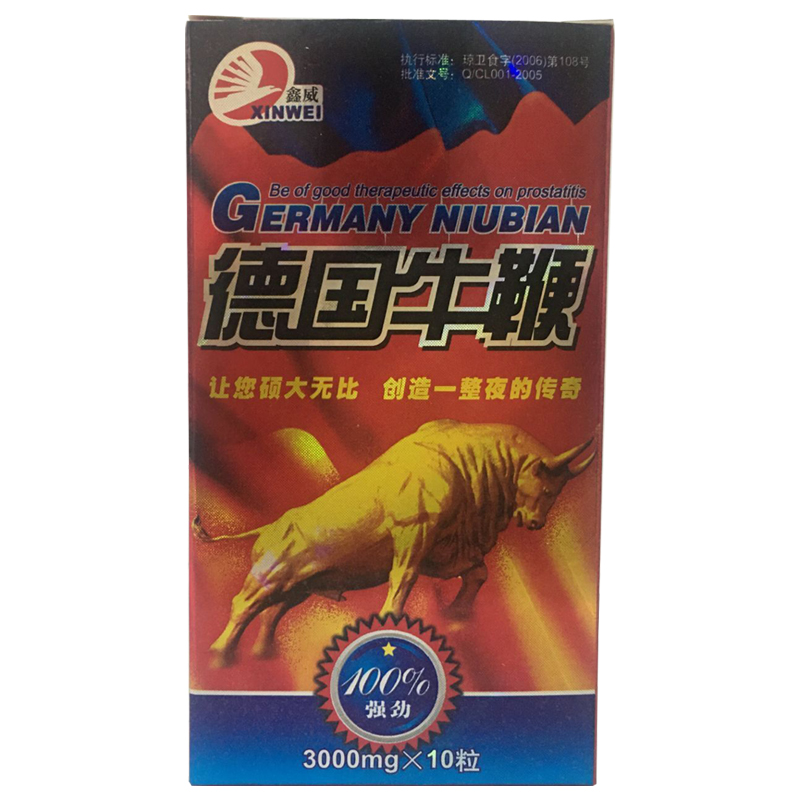 鑫威
XINWEI
执行标准：琼卫食字(2006)第108号
批准文号：Q/CL001-2005
Be of good therapeutic effects on prostatitis
GERMANY NIUBIAN
德国牛鞭
让您硕大无比 创造一整夜的传奇
100%
强劲
3000mg×10粒